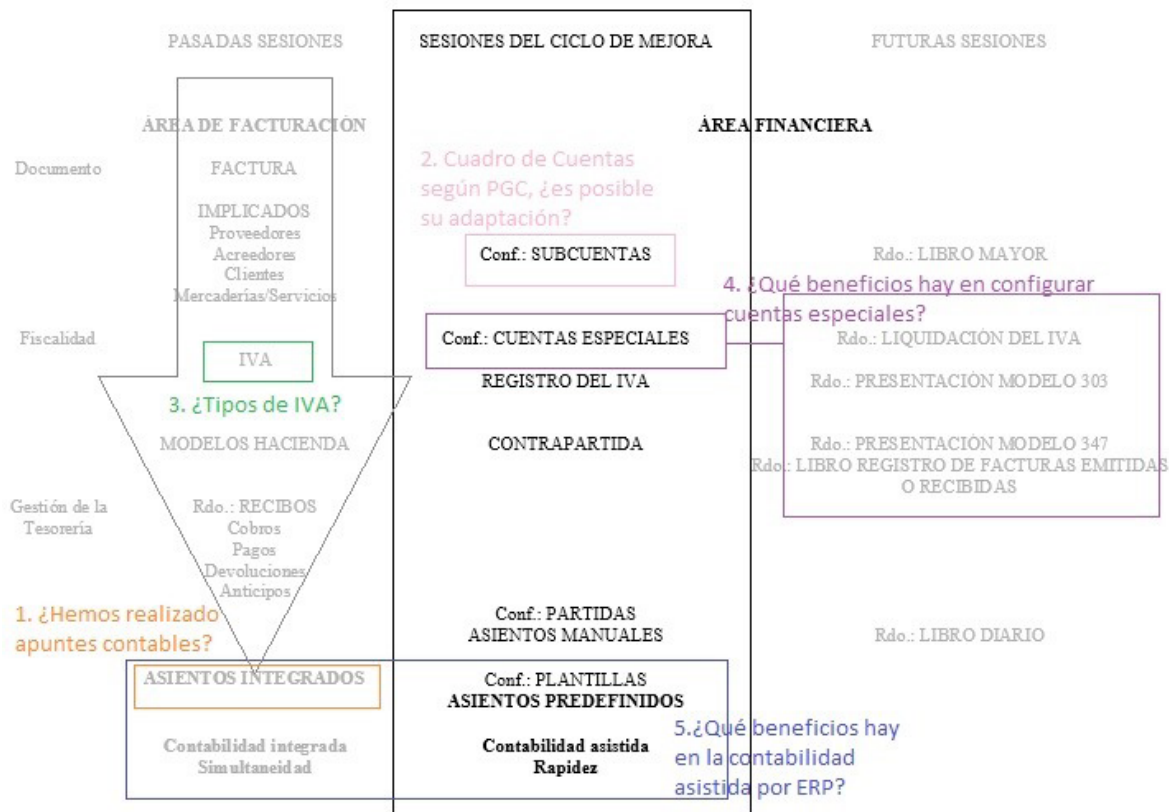 PASADAS SESIONES
SESIONES DEL CICLO DE MEJORA
FUTURAS SESIONES
ÁREA DE FACTURACIÓN
ÁREA FINANCIERA
Documento
FACTURA
2. Cuadro de Cuentas
según PGC, ¿es posible
su adaptación?
IMPLICADOS
Proveedores
Acreedores
Clientes
Mercaderías/Servicios
Conf.: SUBCUENTAS
Rdo.: LIBRO MAYOR
4. ¿Qué beneficios hay en configurar
cuentas especiales?
Fiscalidad
IVA
Conf.: CUENTAS ESPECIALES
Rdo.: LIQUIDACIÓN DEL IVA
REGISTRO DEL IVA
Rdo.: PRESENTACIÓN MODELO 303
3. ¿Tipos de IVA?
MODELOS HACIENDA
CONTRAPARTIDA
Rdo.: PRESENTACIÓN MODELO 347
Rdo.: LIBRO REGISTRO DE FACTURAS EMITIDAS
O RECIBIDAS
Gestión de la
Tesorería
Rdo.: RECIBOS
Cobros
Pagos
Devoluciones
Anticipos
1. ¿Hemos realizado
apuntes contables?
Conf.: PARTIDAS
ASIENTOS MANUALES
Rdo.: LIBRO DIARIO
ASIENTOS INTEGRADOS
Conf.: PLANTILLAS
ASIENTOS PREDEFINIDOS
Contabilidad integrada
Simultaneidad
Contabilidad asistida
Rapidez
5.¿Qué beneficios hay
en la contabilidad
asistida por ERP?